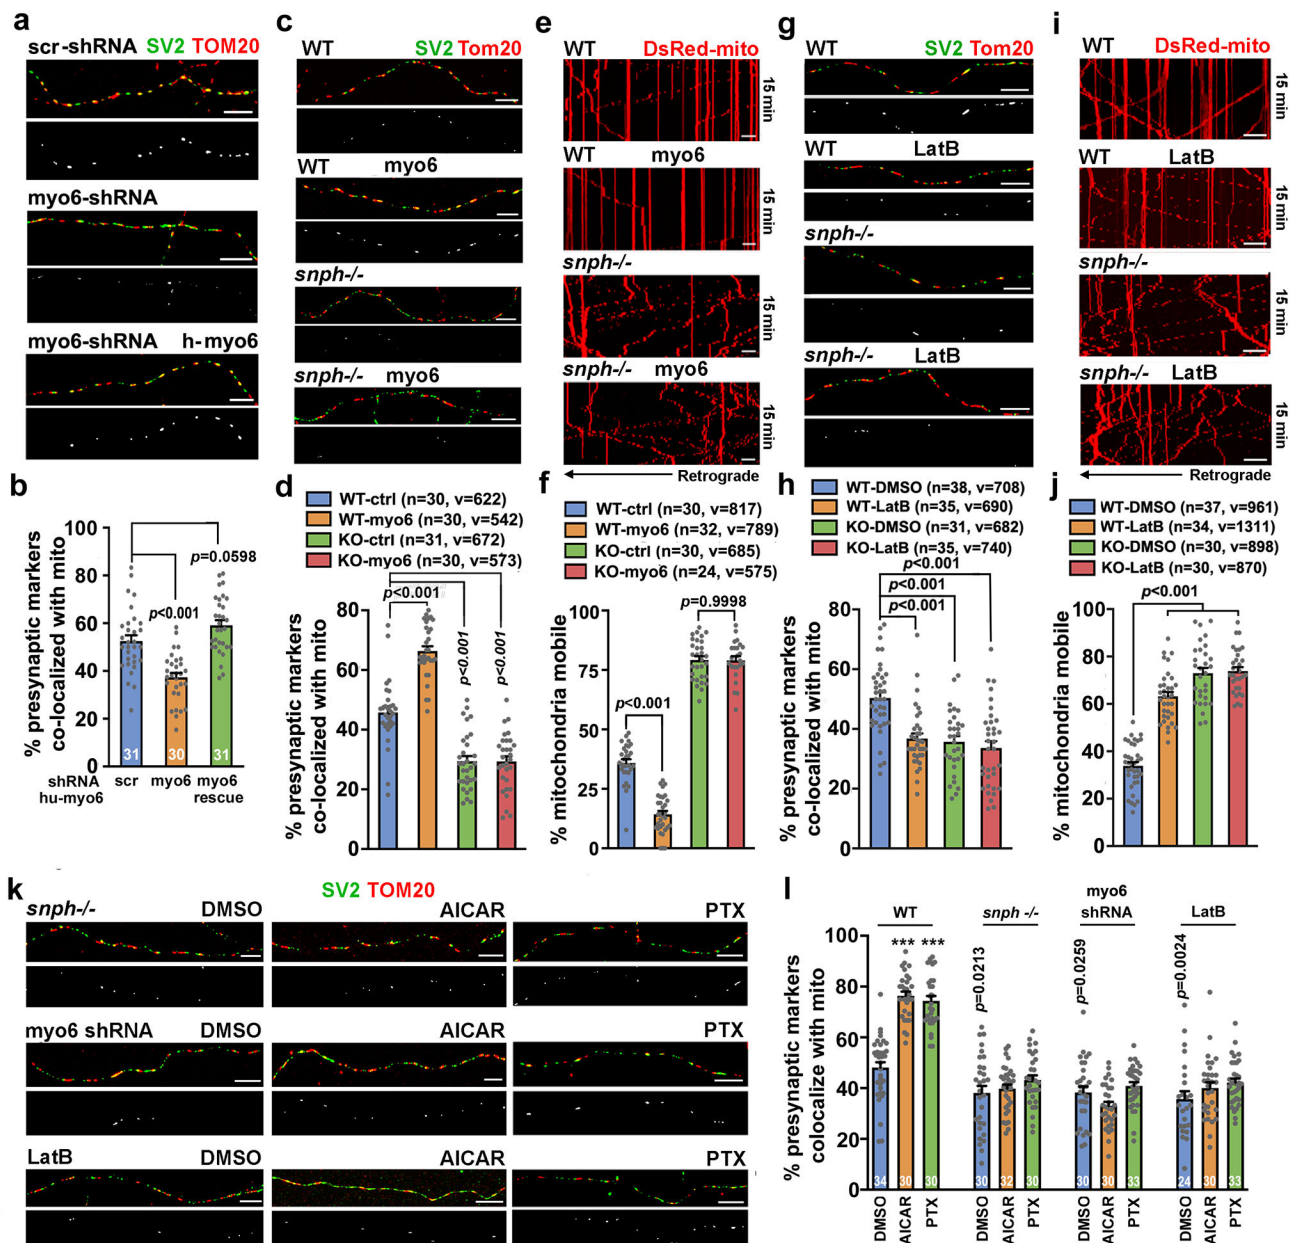 a
scr-shRNA SV2 TOM20
myo6-shRNA
myo6-shRNA h-myo6
b
% presynaptic markers
co-localized with mito
100
80
60
40
20
0
p<0.001
p=0.0598
31 30 31
shRNA scr myo6 myo6
hu-myo6 rescue
c
WT SV2 Tom20
WT myo6
snph-/-
snph-/- myo6
d
WT-ctrl (n=30, v=622)
WT-myo6 (n=30, v=542)
KO-ctrl (n=31, v=672)
KO-myo6 (n=30, v=573)
% presynaptic markers
co-localized with mito
80
60
40
20
0
p<0.001
p<0.001
p<0.001
e
WT DsRed-mito
15 min
WT myo6
15 min
snph-/-
15 min
snph-/- myo6
15 min
Retrograde
f
WT-ctrl (n=30, v=817)
WT-myo6 (n=32, v=789)
KO-ctrl (n=30, v=685)
KO-myo6 (n=24, v=575)
% mitochondria mobile
100
75
50
25
0
p<0.001
p=0.9998
g
WT SV2 Tom20
WT LatB
snph-/-
snph-/- LatB
h
WT-DMSO (n=38, v=708)
WT-LatB (n=35, v=690)
KO-DMSO (n=31, v=682)
KO-LatB (n=35, v=740)
% presynaptic markers
co-localized with mito
80
60
40
20
0
p<0.001
p<0.001
p<0.001
i
WT DsRed-mito
15 min
WT LatB
15 min
snph-/-
15 min
snph-/- LatB
15 min
Retrograde
j
WT-DMSO (n=37, v=961)
WT-LatB (n=34, v=1311)
KO-DMSO (n=30, v=898)
KO-LatB (n=30, v=870)
% mitochondria mobile
100
80
60
40
20
0
p<0.001
k
SV2 TOM20
snph-/- DMSO AICAR PTX
myo6 shRNA DMSO AICAR PTX
LatB DMSO AICAR PTX
l
% presynaptic markers
colocalize with mito
100
80
60
40
20
0
WT snph -/- myo6 shRNA LatB
*** ***
p=0.0213
p=0.0259
p=0.0024
34 30 30 30 32 30 30 30 33 24 30 33
DMSO AICAR PTX DMSO AICAR PTX DMSO AICAR PTX DMSO AICAR PTX